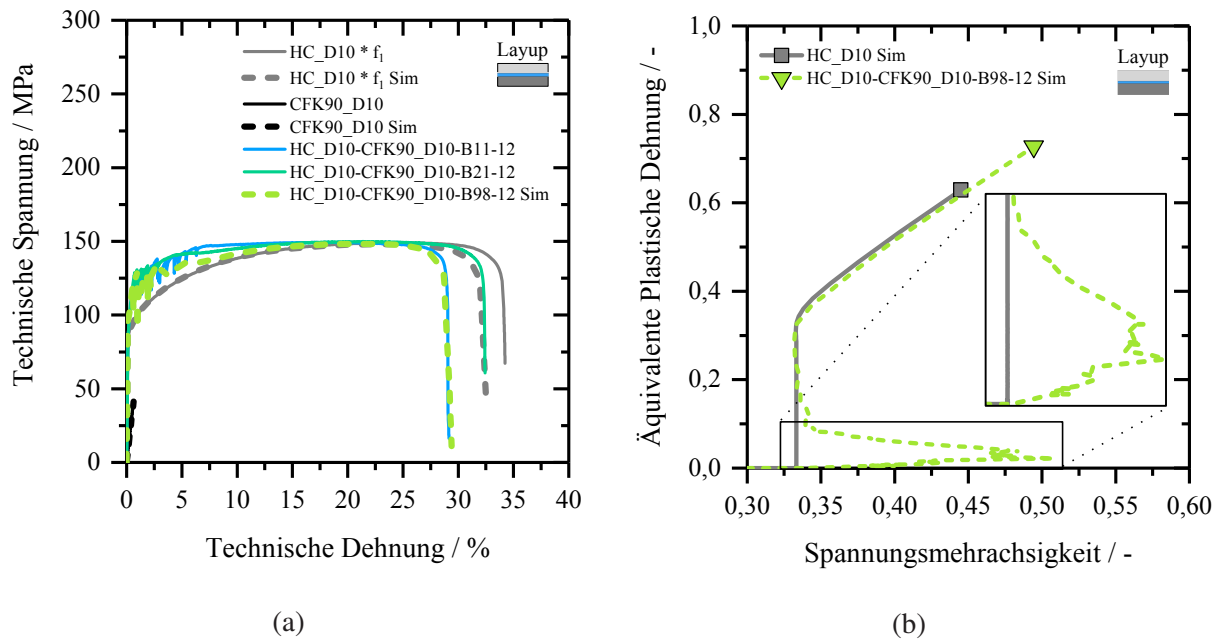 300
250
200
150
100
50
0
0
5
10
15
20
25
30
35
40
Technische Spannung / MPa
Technische Dehnung / %
HC_D10 * f₁
HC_D10 * f₁ Sim
CFK90_D10
CFK90_D10 Sim
HC_D10-CFK90_D10-B11-12
HC_D10-CFK90_D10-B21-12
HC_D10-CFK90_D10-B98-12 Sim
Layup
(a)
1,0
0,8
0,6
0,4
0,2
0,0
0,30
0,35
0,40
0,45
0,50
0,55
0,60
Äquivalente Plastische Dehnung / -
Spannungsmehrachsigkeit / -
HC_D10 Sim
HC_D10-CFK90_D10-B98-12 Sim
Layup
(b)